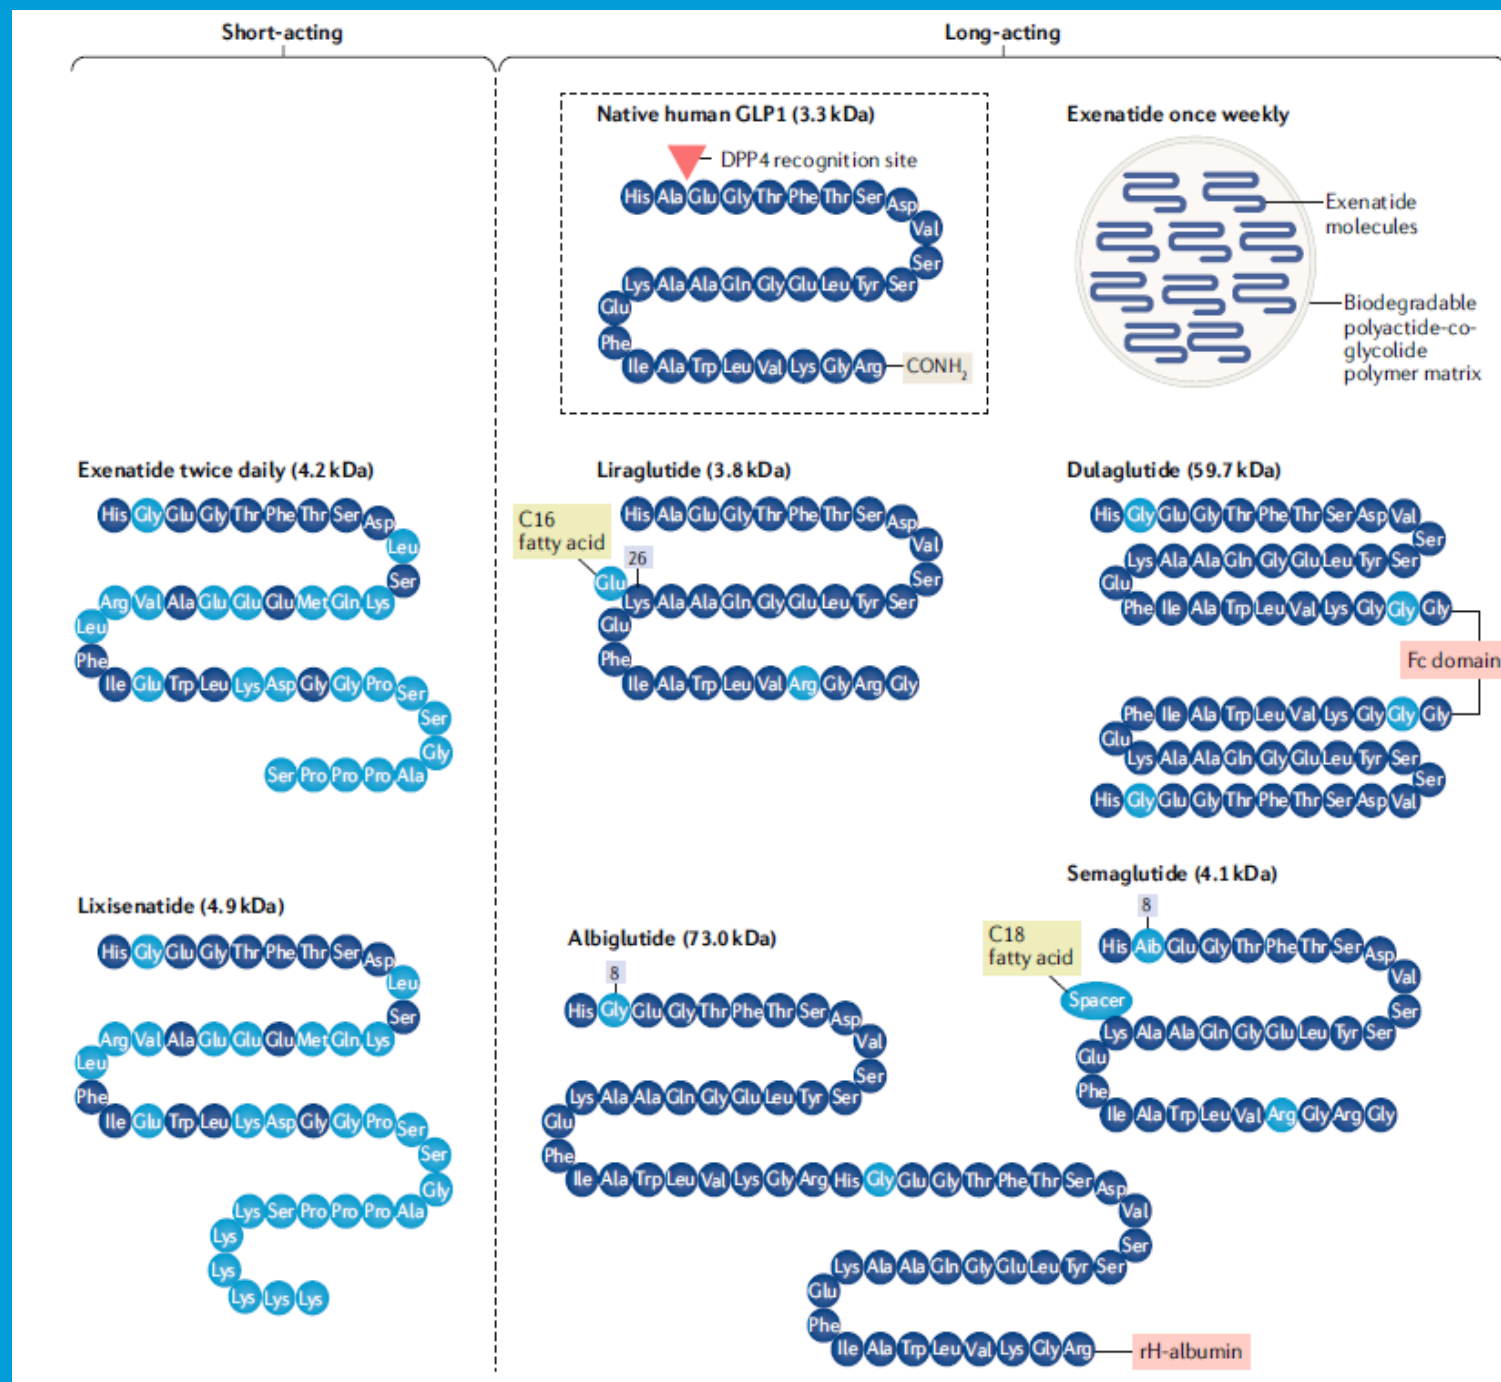 Short-acting
Long-acting
Native human GLP1 (3.3 kDa)
DPP4 recognition site
His Ala Glu Gly Thr Phe Thr Ser Asp
Val
Ser
Lys Ala Ala Gln Gly Glu Leu Tyr Ser
Glu
Phe
Ile Ala Trp Leu Val Lys Gly Arg CONH2
Exenatide once weekly
Exenatide
molecules
Biodegradable
polyactide-co-
glycolide
polymer matrix
Exenatide twice daily (4.2 kDa)
His Gly Glu Gly Thr Phe Thr Ser Asp
Leu
Ser
Arg Val Ala Glu Glu Glu Met Gln Lys
Leu
Phe
Ile Glu Trp Leu Lys Asp Gly Gly Pro Ser
Ser
Gly
Ser Pro Pro Pro Ala
Liraglutide (3.8 kDa)
C16
fatty acid
His Ala Glu Gly Thr Phe Thr Ser Asp
Val
26
Ser
Glu
Lys Ala Ala Gln Gly Glu Leu Tyr Ser
Glu
Phe
Ile Ala Trp Leu Val Arg Gly Arg Gly
Dulaglutide (59.7 kDa)
His Gly Glu Gly Thr Phe Thr Ser Asp Val
Ser
Lys Ala Ala Gln Gly Glu Leu Tyr Ser
Glu
Phe Ile Ala Trp Leu Val Lys Gly Gly Gly
Fc domain
Phe Ile Ala Trp Leu Val Lys Gly Gly Gly
Glu
Lys Ala Ala Gln Gly Glu Leu Tyr Ser
Ser
His Gly Glu Gly Thr Phe Thr Ser Asp Val
Lixisenatide (4.9 kDa)
His Gly Glu Gly Thr Phe Thr Ser Asp
Leu
Ser
Arg Val Ala Glu Glu Glu Met Gln Lys
Leu
Phe
Ile Glu Trp Leu Lys Asp Gly Gly Pro Ser
Ser
Gly
Lys Ser Pro Pro Pro Ala
Lys
Lys
Lys Lys Lys
Albiglutide (73.0 kDa)
8
His Gly Glu Gly Thr Phe Thr Ser Asp
Val
Ser
Lys Ala Ala Gln Gly Glu Leu Tyr Ser
Glu
Phe
Ile Ala Trp Leu Val Lys Gly Arg His Gly Glu Gly Thr Phe Thr Ser Asp
Val
Ser
Lys Ala Ala Gln Gly Glu Leu Tyr Ser
Glu
Phe
Ile Ala Trp Leu Val Lys Gly Arg rH-albumin
Semaglutide (4.1 kDa)
8
C18
fatty acid
His Aib Glu Gly Thr Phe Thr Ser Asp
Val
Spacer
Ser
Lys Ala Ala Gln Gly Glu Leu Tyr Ser
Glu
Phe
Ile Ala Trp Leu Val Arg Gly Arg Gly